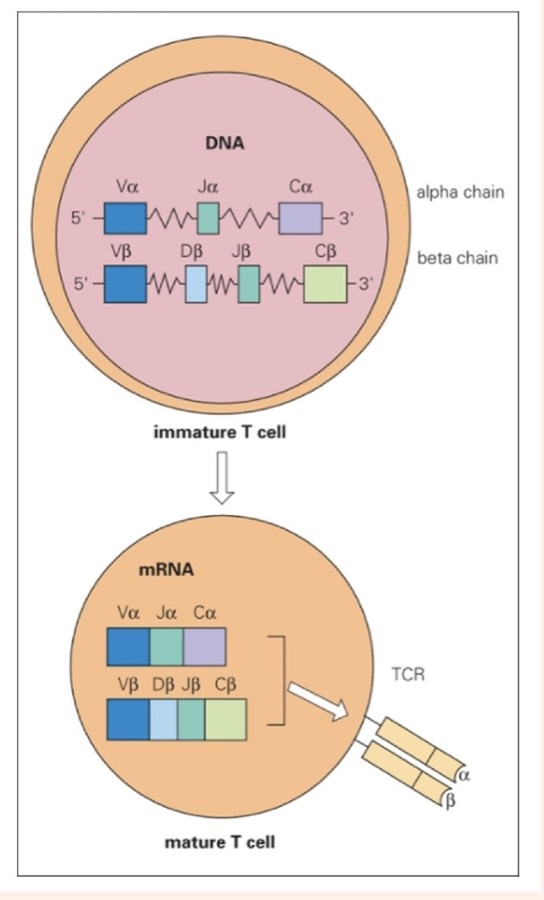 DNA
Vα Jα Cα
alpha chain
5' 3'
Vβ Dβ Jβ Cβ
beta chain
5' 3'
immature T cell
mRNA
Vα Jα Cα
Vβ Dβ Jβ Cβ
TCR
α
β
mature T cell